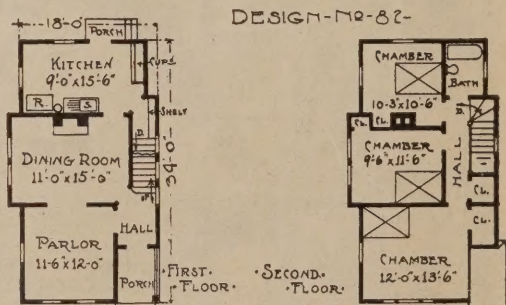 DESIGN-NO-82-
18'-0"
PORCH
KITCHEN
9'-0"X15'-6"
CUPS
R.
S.
SHELF
D.
DINING ROOM
11'-0"X15'-0"
34'-0"
UP
PARLOR
11'-6"X12'-0"
HALL
PORCH
·FIRST·
·FLOOR·
CHAMBER
BATH
10'-3"X10'-6"
CL.
CL.
D.
CHAMBER
9'-6"X11'-6"
HALL
CL.
CL.
CHAMBER
12'-0"X13'-6"
·SECOND·
·FLOOR·